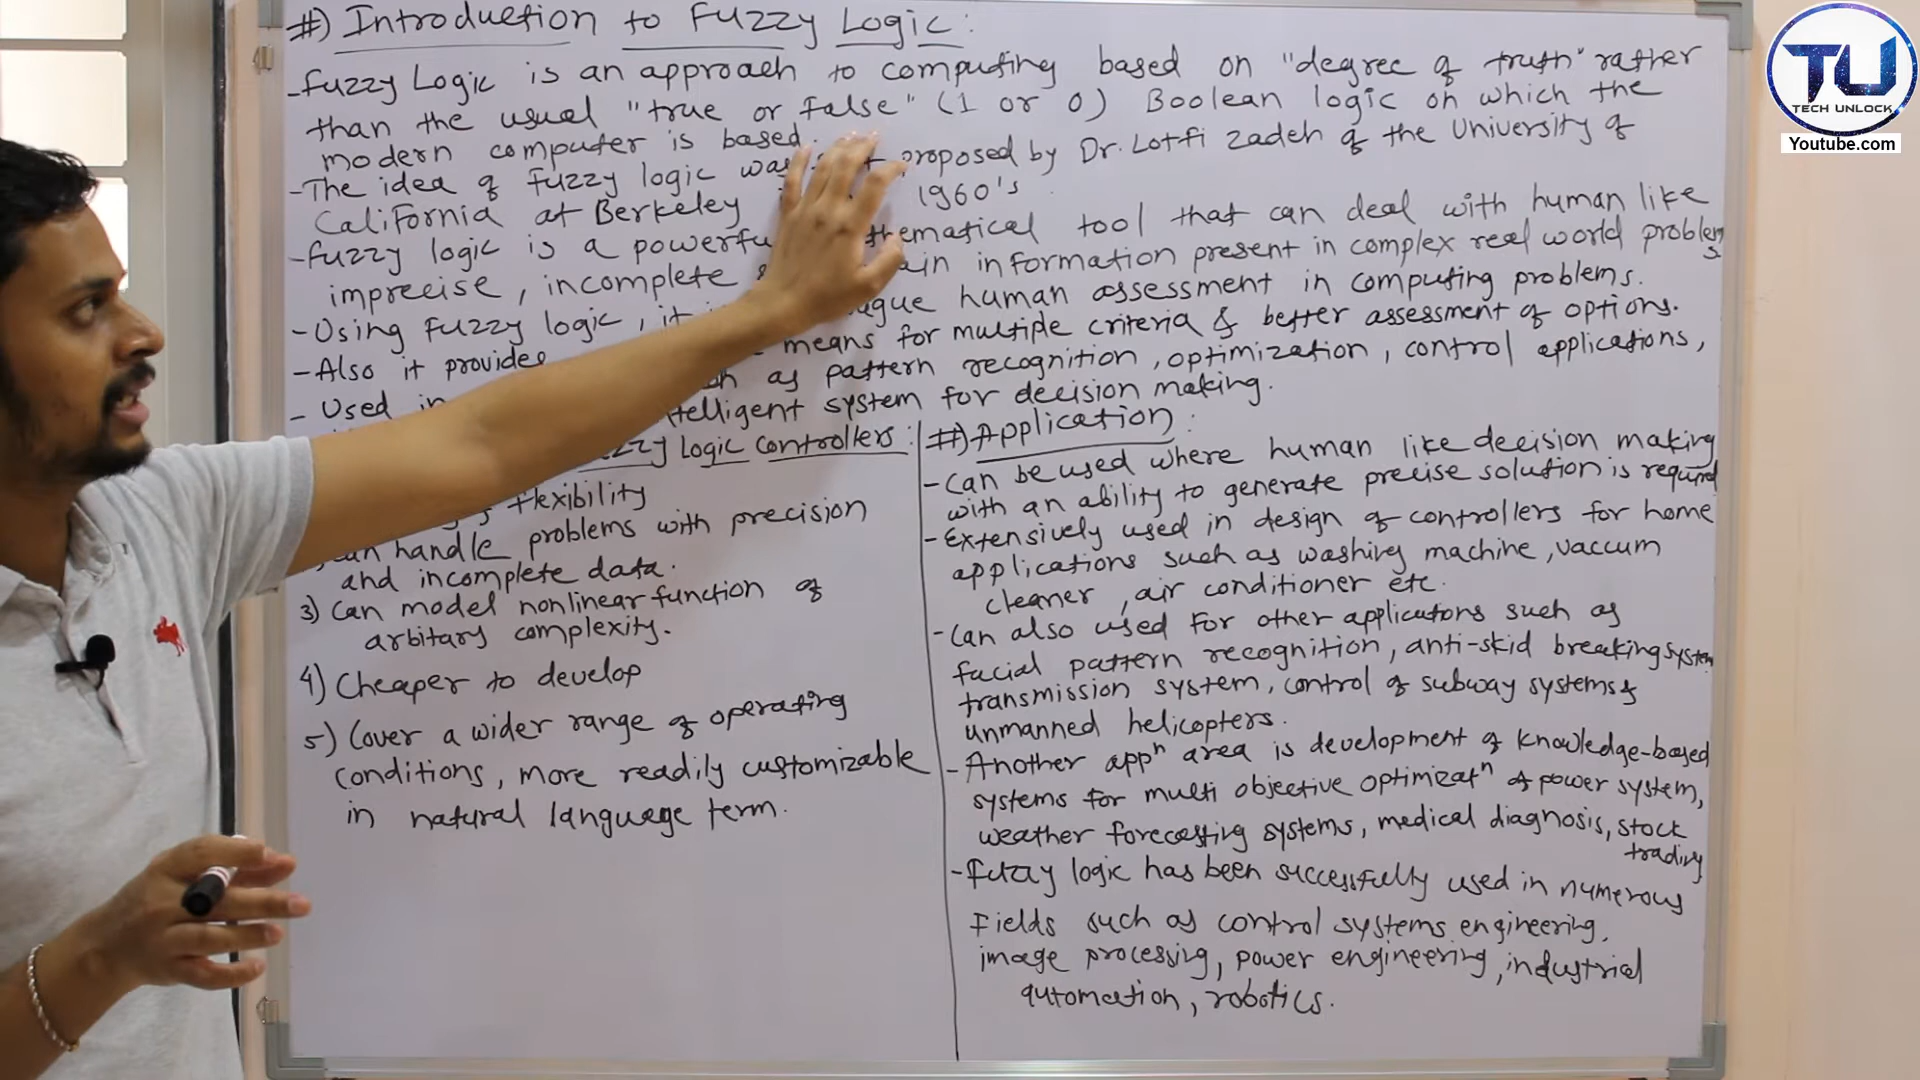 #) Introduction to Fuzzy Logic:
- Fuzzy Logic is an approach to computing based on "degree of truth" rather
than the usual "true or False" (1 or 0) Boolean logic on which the
modern computer is based.
- The idea of fuzzy logic was proposed by Dr. Lotfi Zadeh of the University of
California at Berkeley 1960's.
- Fuzzy logic is a tool that can deal with human like
imprecise, incomplete information present in complex real world problems
- Using fuzzy logic, human assessment in computing problems.
- Also it provides means for multiple criteria & better assessment of options.
- Used in as pattern recognition, optimization, control applications,
system for decision making.
Logic Controllers:
flexibility
handle problems with precision
and incomplete data.
3) Can model nonlinear function of
arbitary complexity.
4) Cheaper to develop
5) Cover a wider range of operating
conditions, more readily customizable
in natural language term.
#) Application:
- Can be used where human like decision making
with an ability to generate precise solution is required
- Extensively used in design of controllers for home
applications such as washing machine, vaccum
cleaner, air conditioner etc.
- Can also used for other applications such as
facial pattern recognition, anti-skid breaking system
transmission system, control of subway systems &
unmanned helicopters.
- Another appⁿ area is development of knowledge-based
systems for multi objective optimizatⁿ of power system,
weather forecasting systems, medical diagnosis, stock
trading
- Fuzzy logic has been successfully used in numerous
Fields such as control systems engineering,
image processing, power engineering, industrial
automation, robotics.
TU
TECH UNLOCK
Youtube.com